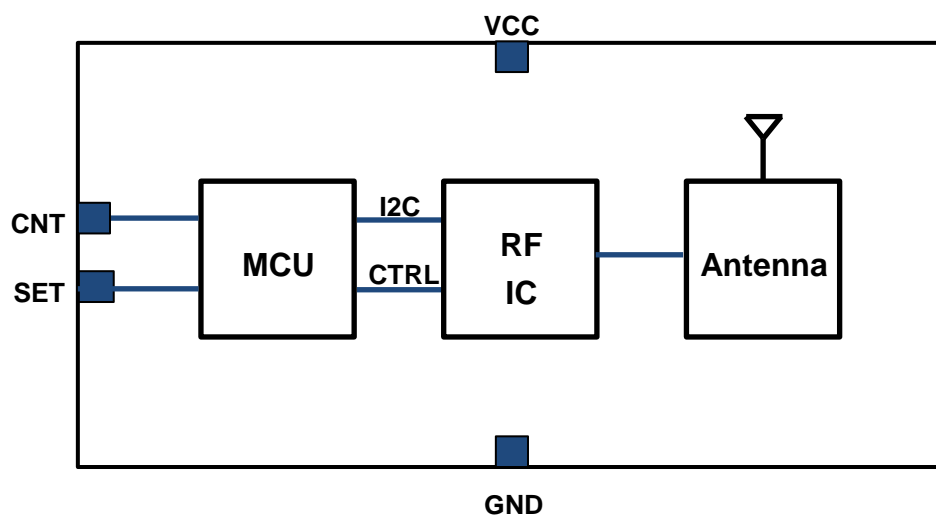 VCC
CNT
SET
MCU
I2C
CTRL
RF
IC
Antenna
GND